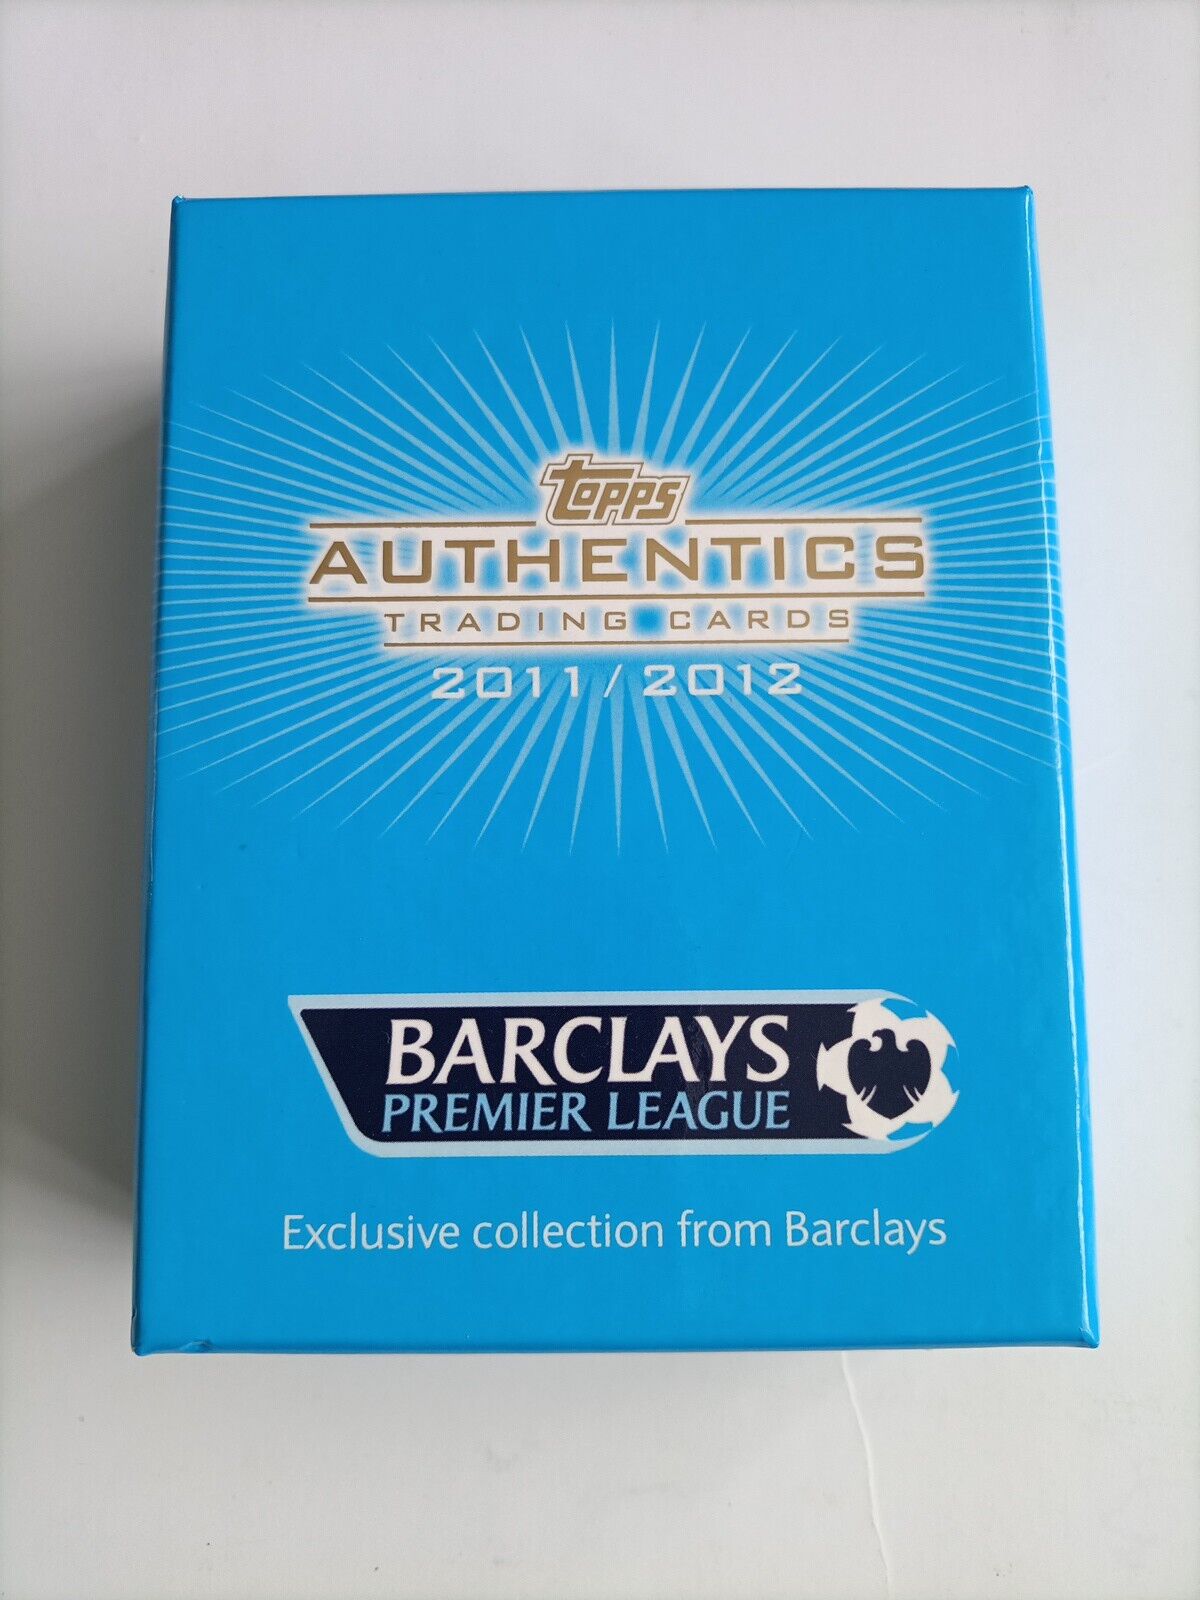 topps
AUTHENTICS
TRADING CARDS
2011/2012
BARCLAYS
PREMIER LEAGUE
Exclusive collection from Barclays